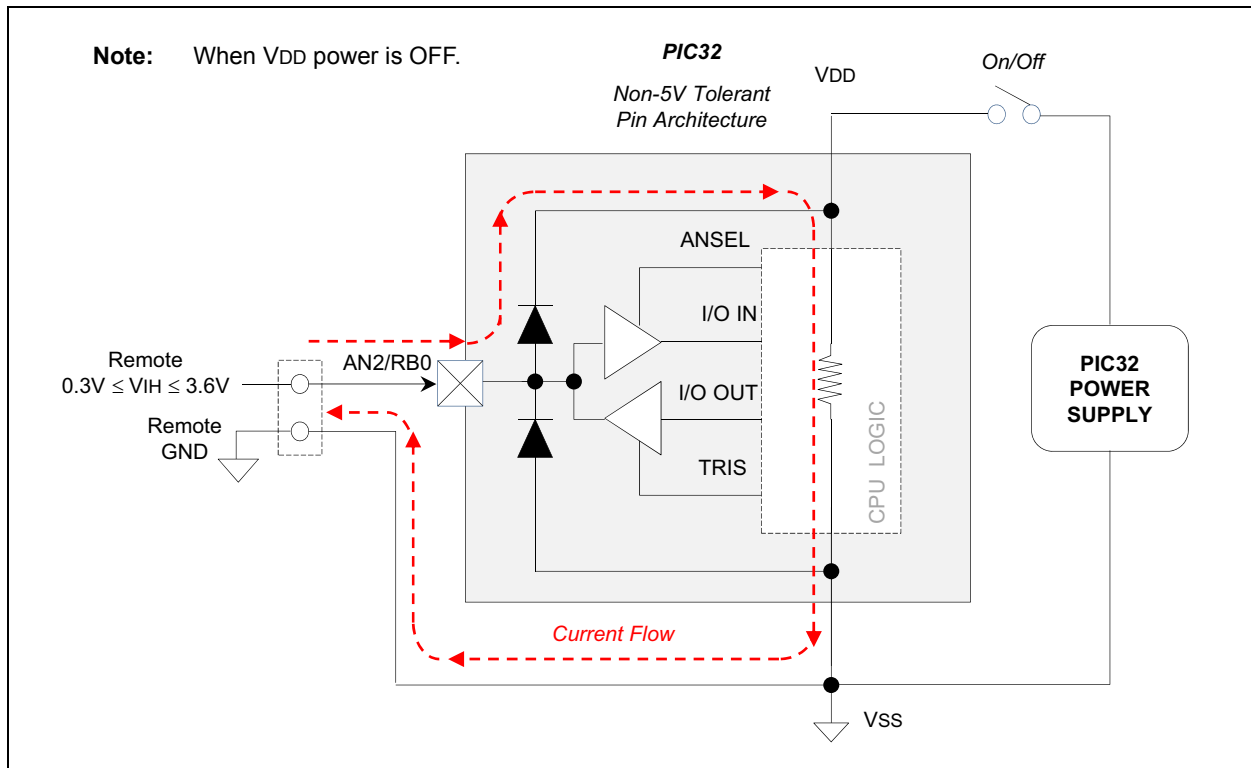 Note: When VDD power is OFF.
PIC32
Non-5V Tolerant
Pin Architecture
VDD
On/Off
ANSEL
I/O IN
Remote
0.3V ≤ VIH ≤ 3.6V
AN2/RB0
I/O OUT
Remote
GND
TRIS
CPU LOGIC
PIC32
POWER
SUPPLY
Current Flow
VSS